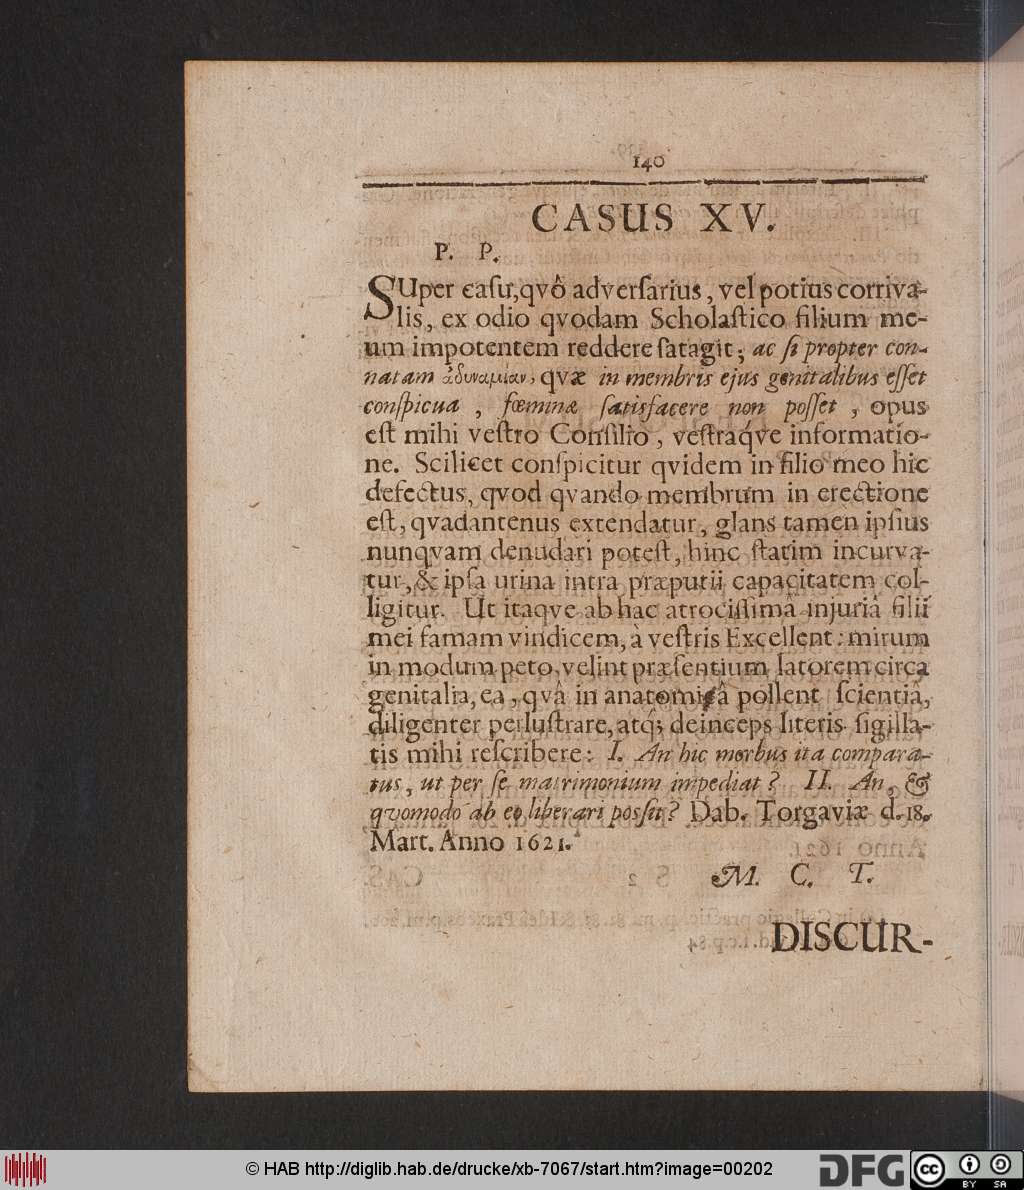 140
CASUS XV.
P. P.
SUper casu, qvô adversarius, vel potius corriva-
lis, ex odio qvodam Scholastico filium me-
um impotentem reddere satagit; ac si propter con-
natam ἀδυναμίαν, qvæ in membris ejus genitalibus esset
conspicua, fœminæ satisfacere non posset, opus
est mihi vestro Consilio, vestraq́ve informatio-
ne. Scilicet conspicitur qvidem in filio meo hic
defectus, qvod qvando membrum in erectione
est, qvadantenus extendatur, glans tamen ipsius
nunqvam denudari potest, hinc statim incurva-
tur, & ipsa urina intra præputii capacitatem col-
ligitur. Ut itaqve ab hac atrocissimâ injuriâ filii
mei famam vindicem, à vestris Excellent: mirum
in modum peto, velint præsentium latorem circa
genitalia, ea, qvâ in anatomicâ pollent scientiâ,
diligenter perlustrare, atq; deinceps literis sigilla-
tis mihi rescribere: I. An hic morbus ita compara-
tus, ut per se matrimonium impediat? II. An, &
qvomodo ab eo liberari possit? Dab. Torgaviæ d. 18.
Mart. Anno 1621.
M. C. T.
DISCUR-
© HAB http://diglib.hab.de/drucke/xb-7067/start.htm?image=00202
DFG
cc BY SA